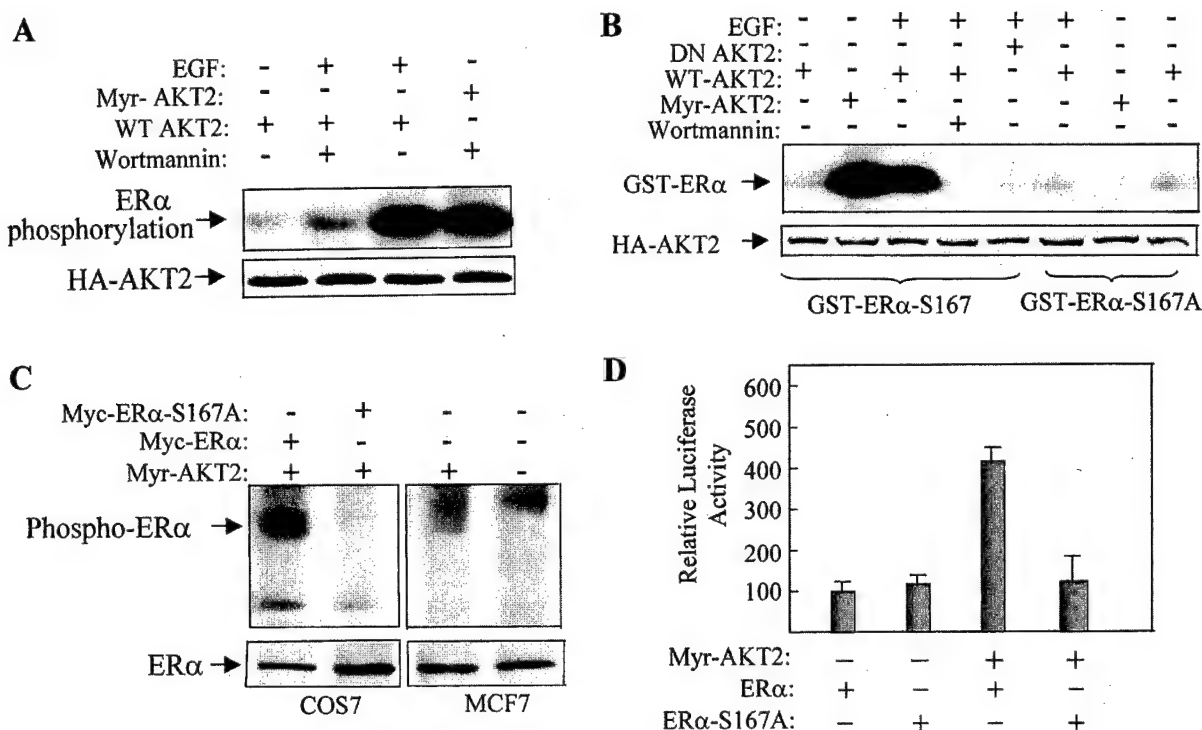 A
EGF: - + + -
Myr- AKT2: - - - +
WT AKT2: + + + -
Wortmannin: - + - +
ERα phosphorylation
HA-AKT2
B
EGF: - - + + + + - -
DN AKT2: - - - - + - - -
WT-AKT2: + - + + - + - +
Myr-AKT2: - + - - - - + -
Wortmannin: - - - + - - - -
GST-ERα
HA-AKT2
GST-ERα-S167 GST-ERα-S167A
C
Myc-ERα-S167A: - + - -
Myc-ERα: + - - -
Myr-AKT2: + + + -
Phospho-ERα
ERα
COS7 MCF7
D
Relative Luciferase
Activity
600
500
400
300
200
100
Myr-AKT2: – – + +
ERα: + – + –
ERα-S167A: – + – +